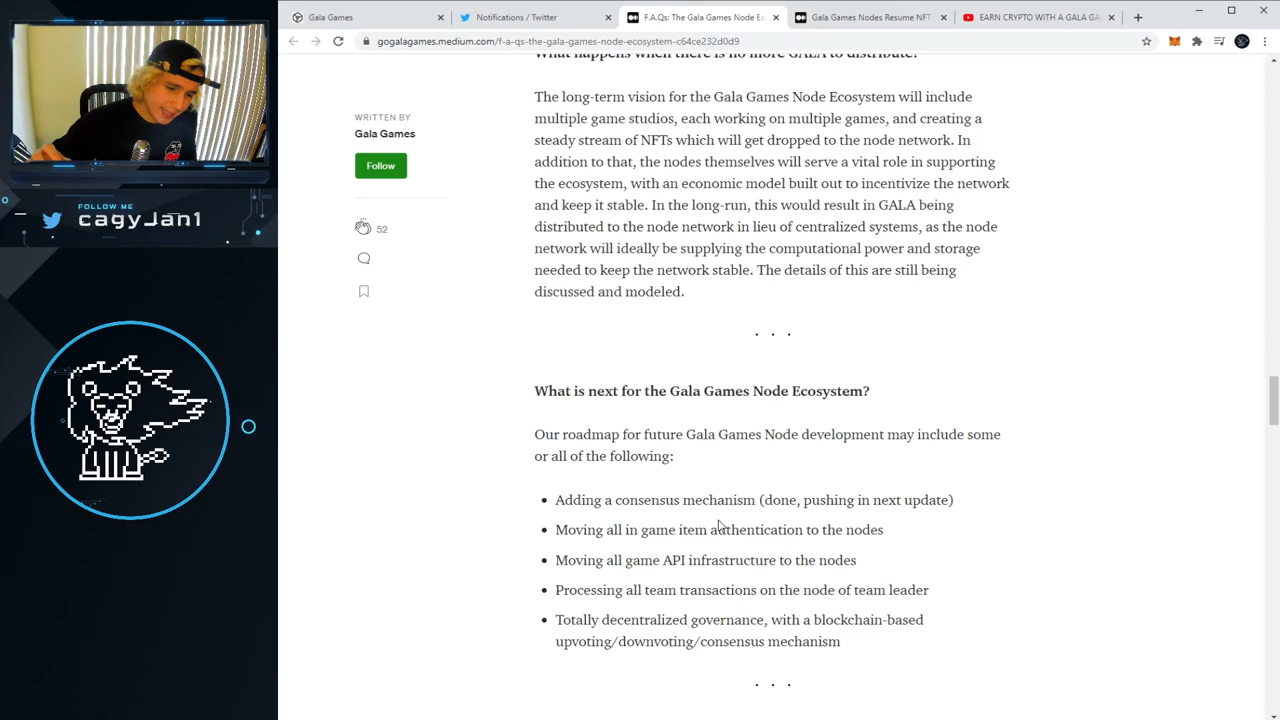 Gala Games
Notifications / Twitter
F.A.Qs: The Gala Games Node Ec
Gala Games Nodes Resume NFT
EARN CRYPTO WITH A GALA GA
gogalagames.medium.com/f-a-qs-the-gala-games-node-ecosystem-c64ce232d0d9
What happens when there is no more GALA to distribute?
The long-term vision for the Gala Games Node Ecosystem will include
multiple game studios, each working on multiple games, and creating a
steady stream of NFTs which will get dropped to the node network. In
addition to that, the nodes themselves will serve a vital role in supporting
the ecosystem, with an economic model built out to incentivize the network
and keep it stable. In the long-run, this would result in GALA being
distributed to the node network in lieu of centralized systems, as the node
network will ideally be supplying the computational power and storage
needed to keep the network stable. The details of this are still being
discussed and modeled.
. . .
What is next for the Gala Games Node Ecosystem?
Our roadmap for future Gala Games Node development may include some
or all of the following:
• Adding a consensus mechanism (done, pushing in next update)
• Moving all in game item authentication to the nodes
• Moving all game API infrastructure to the nodes
• Processing all team transactions on the node of team leader
• Totally decentralized governance, with a blockchain-based
upvoting/downvoting/consensus mechanism
. . .
WRITTEN BY
Gala Games
Follow
52
FOLLOW ME
cagyJan1